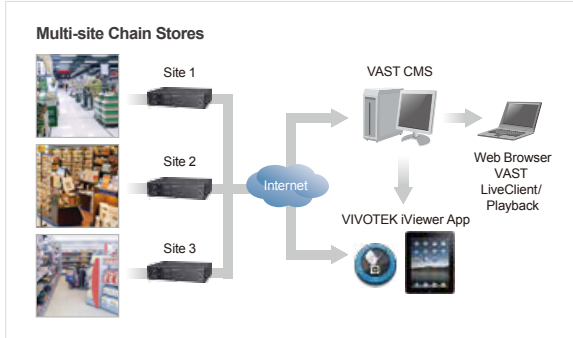 Multi-site Chain Stores
Site 1
Site 2
Site 3
Internet
VAST CMS
Web Browser
VAST
LiveClient/
Playback
VIVOTEK iViewer App